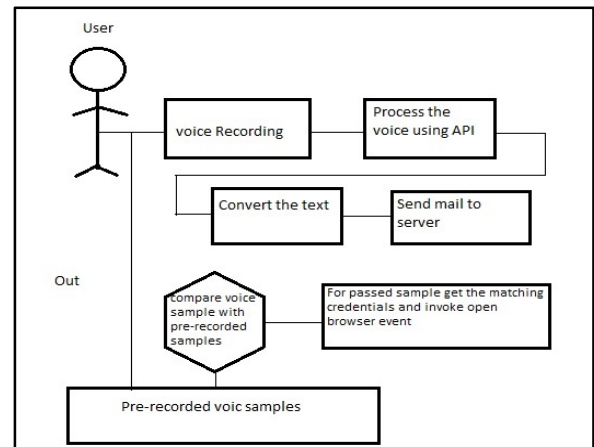 User
voice Recording
Process the
voice using API
Convert the text
Send mail to
server
Out
compare voice
sample with
pre-recorded
samples
For passed sample get the matching
credentials and invoke open
browser event
Pre-recorded voic samples